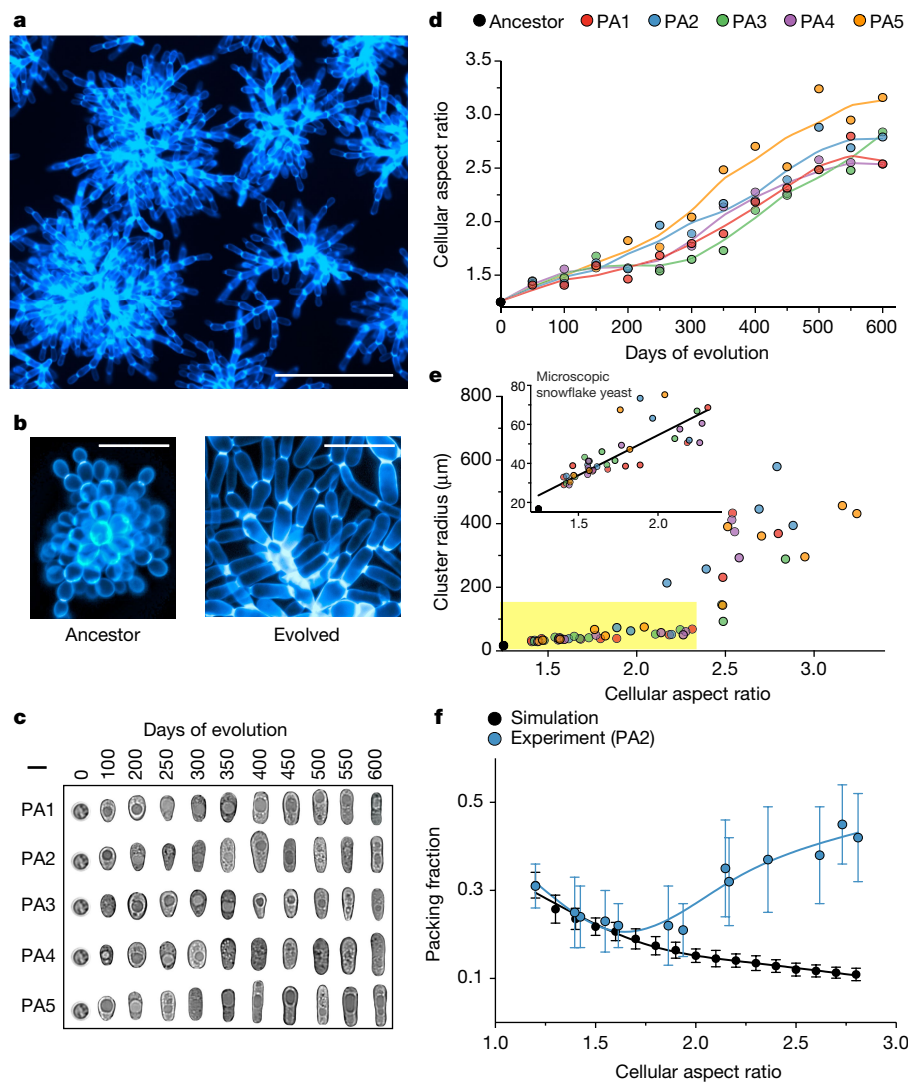 a
b
Ancestor
Evolved
c
Days of evolution
0 100 200 250 300 350 400 450 500 550 600
PA1
PA2
PA3
PA4
PA5
d
Ancestor PA1 PA2 PA3 PA4 PA5
3.5
3.0
2.5
2.0
1.5
Cellular aspect ratio
0 100 200 300 400 500 600
Days of evolution
e
800
600
400
200
0
Cluster radius (μm)
Microscopic
snowflake yeast
80
60
40
20
1.5 2.0
1.5 2.0 2.5 3.0
Cellular aspect ratio
f
Simulation
Experiment (PA2)
0.5
0.3
0.1
Packing fraction
1.0 1.5 2.0 2.5 3.0
Cellular aspect ratio